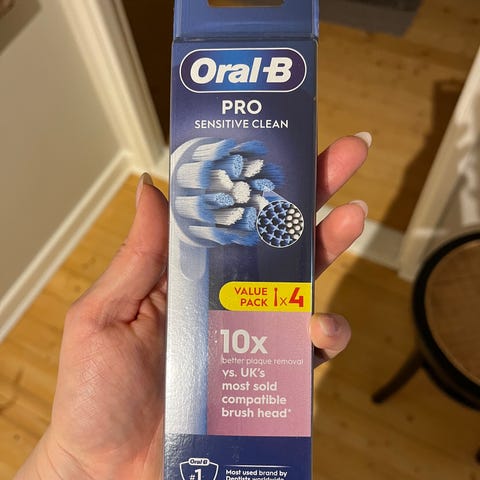 Oral-B
PRO
SENSITIVE CLEAN
VALUE
PACK x4
10x
better plaque removal
vs. UK's
most sold
compatible
brush head*
Oral-B
#1
Most used brand by
Dentists worldwide